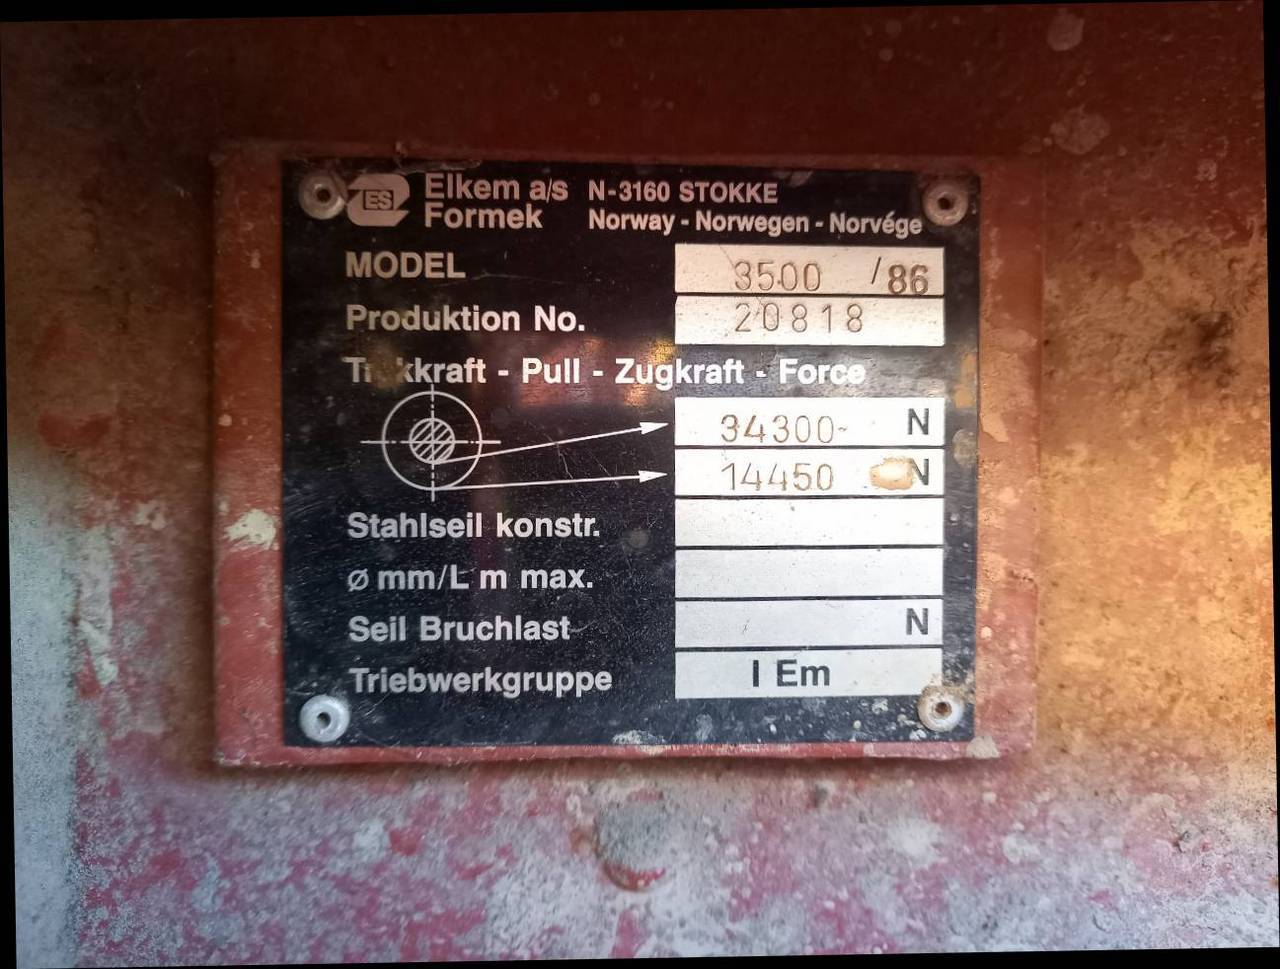 ES Elkem a/s N-3160 STOKKE
Formek Norway - Norwegen - Norvége
MODEL 3500 /86
Produktion No. 20818
- Pull - Zugkraft - Force
34300- N
14450 N
Stahlseil konstr.
ø mm/L m max.
Seil Bruchlast N
Triebwerkgruppe I Em